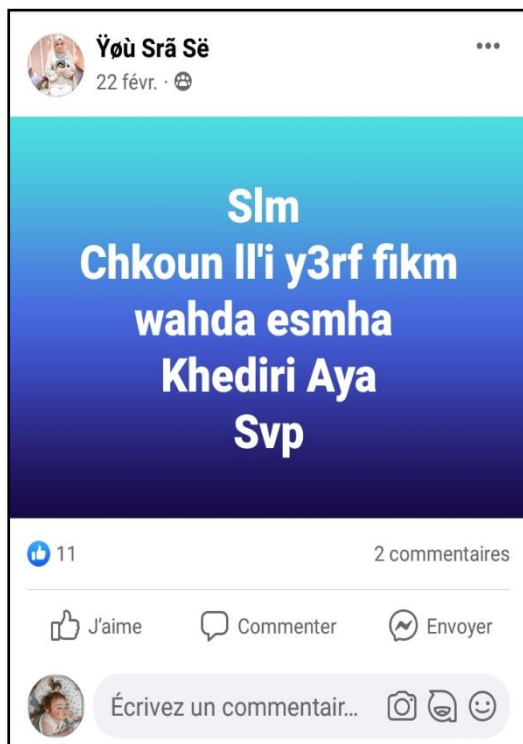 Ÿøù Srã Së
22 févr. ·
Slm
Chkoun ll'i y3rf fikm
wahda esmha
Khediri Aya
Svp
11
2 commentaires
J'aime
Commenter
Envoyer
Écrivez un commentair...